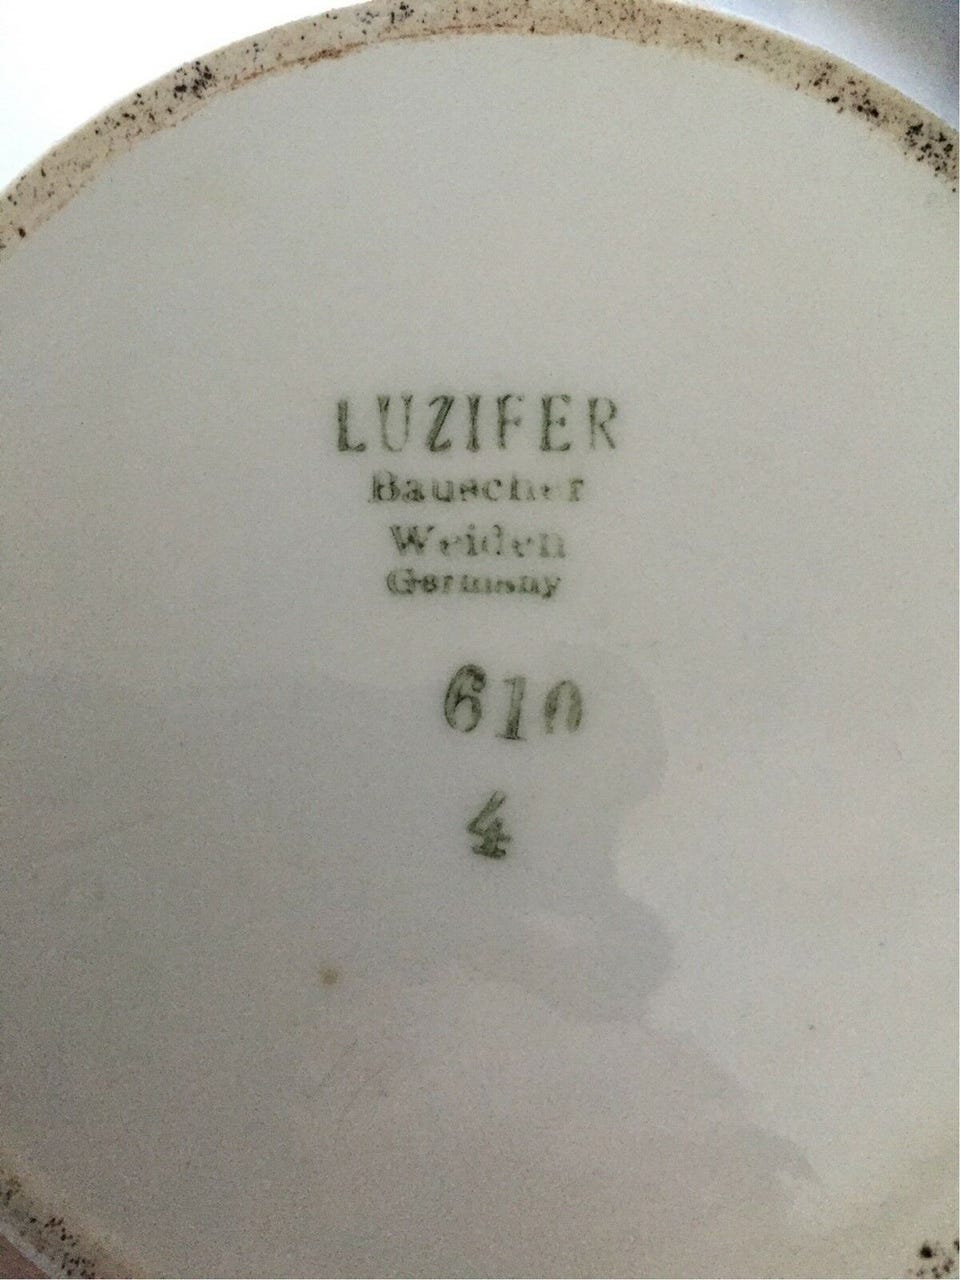 LUZIFER
Bauscher
Weiden
Germany
610
4